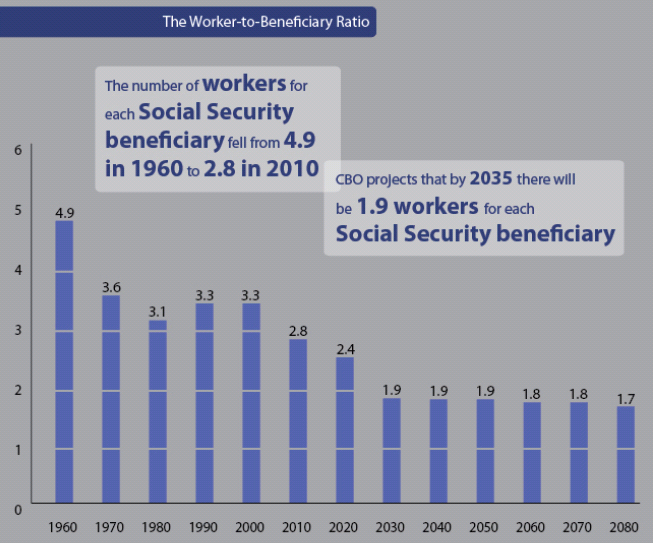 The Worker-to-Beneficiary Ratio
The number of workers for
each Social Security
beneficiary fell from 4.9
in 1960 to 2.8 in 2010
CBO projects that by 2035 there will
be 1.9 workers for each
Social Security beneficiary
6
5
4
3
2
1
0
4.9
3.6
3.1
3.3
3.3
2.8
2.4
1.9
1.9
1.9
1.8
1.8
1.7
1960 1970 1980 1990 2000 2010 2020 2030 2040 2050 2060 2070 2080